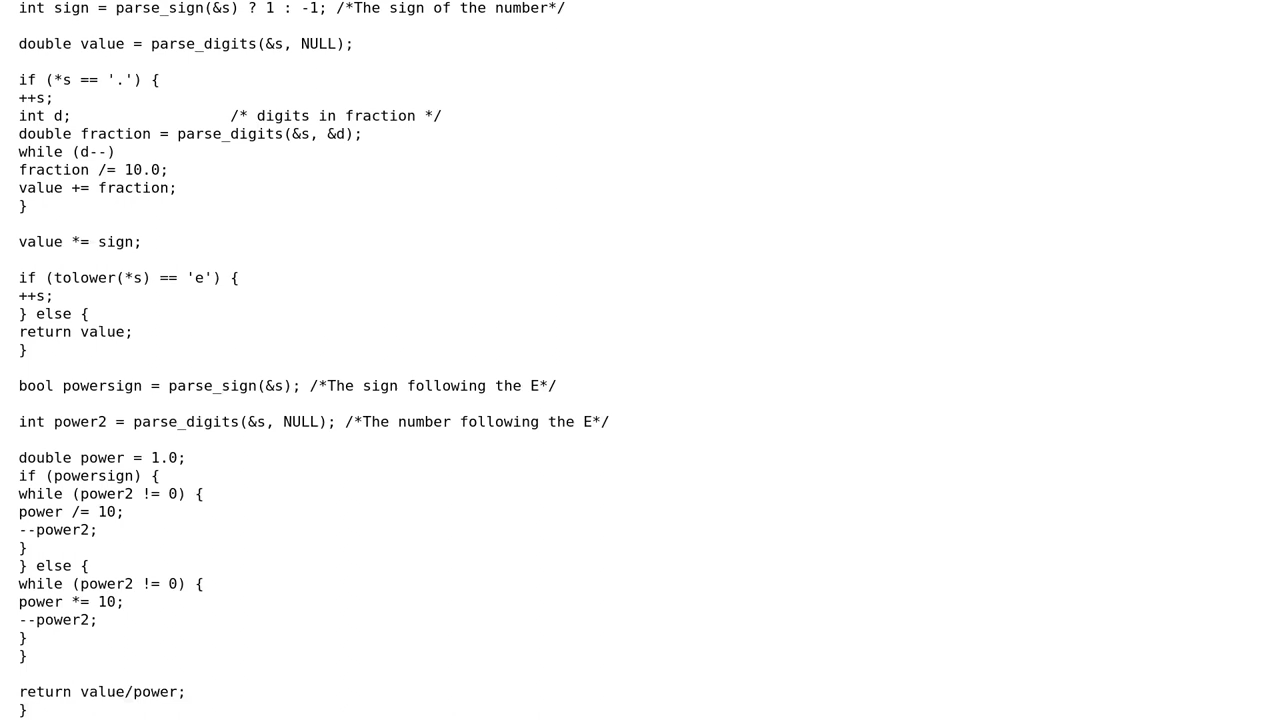 int sign = parse_sign(&s) ? 1 : -1; /*The sign of the number*/
double value = parse_digits(&s, NULL);
if (*s == '.') {
++s;
int d;                  /* digits in fraction */
double fraction = parse_digits(&s, &d);
while (d--)
fraction /= 10.0;
value += fraction;
}
value *= sign;
if (tolower(*s) == 'e') {
++s;
} else {
return value;
}
bool powersign = parse_sign(&s); /*The sign following the E*/
int power2 = parse_digits(&s, NULL); /*The number following the E*/
double power = 1.0;
if (powersign) {
while (power2 != 0) {
power /= 10;
--power2;
}
} else {
while (power2 != 0) {
power *= 10;
--power2;
}
}
return value/power;
}